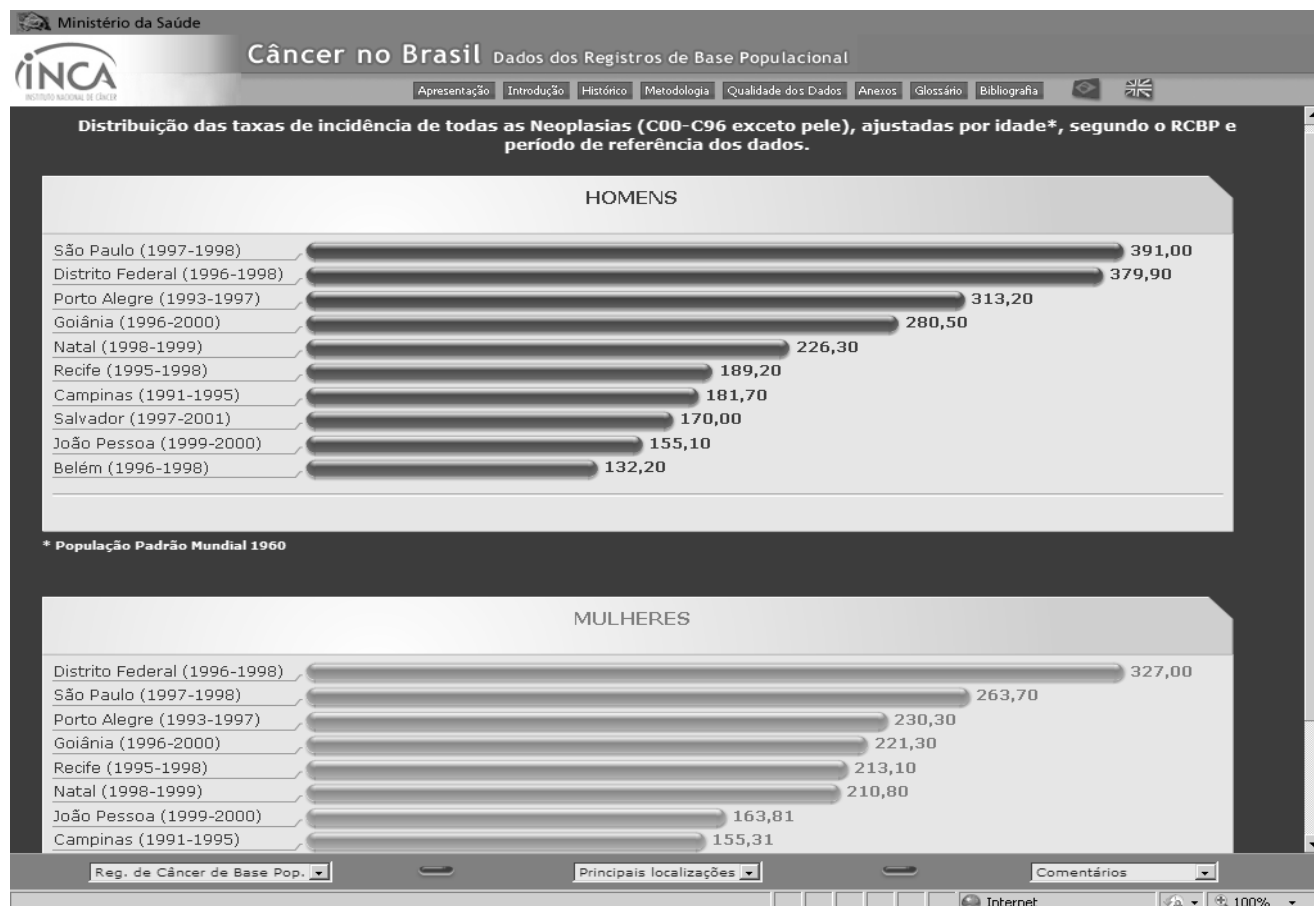 Ministério da Saúde
INCA
INSTITUTO NACIONAL DE CÂNCER
Câncer no Brasil Dados dos Registros de Base Populacional
Apresentação Introdução Histórico Metodologia Qualidade dos Dados Anexos Glossário Bibliografia
Distribuição das taxas de incidência de todas as Neoplasias (C00-C96 exceto pele), ajustadas por idade*, segundo o RCBP e
período de referência dos dados.
HOMENS
São Paulo (1997-1998) 391,00
Distrito Federal (1996-1998) 379,90
Porto Alegre (1993-1997) 313,20
Goiânia (1996-2000) 280,50
Natal (1998-1999) 226,30
Recife (1995-1998) 189,20
Campinas (1991-1995) 181,70
Salvador (1997-2001) 170,00
João Pessoa (1999-2000) 155,10
Belém (1996-1998) 132,20
* População Padrão Mundial 1960
MULHERES
Distrito Federal (1996-1998) 327,00
São Paulo (1997-1998) 263,70
Porto Alegre (1993-1997) 230,30
Goiânia (1996-2000) 221,30
Recife (1995-1998) 213,10
Natal (1998-1999) 210,80
João Pessoa (1999-2000) 163,81
Campinas (1991-1995) 155,31
Reg. de Câncer de Base Pop. Principais localizações Comentários
Internet 100%